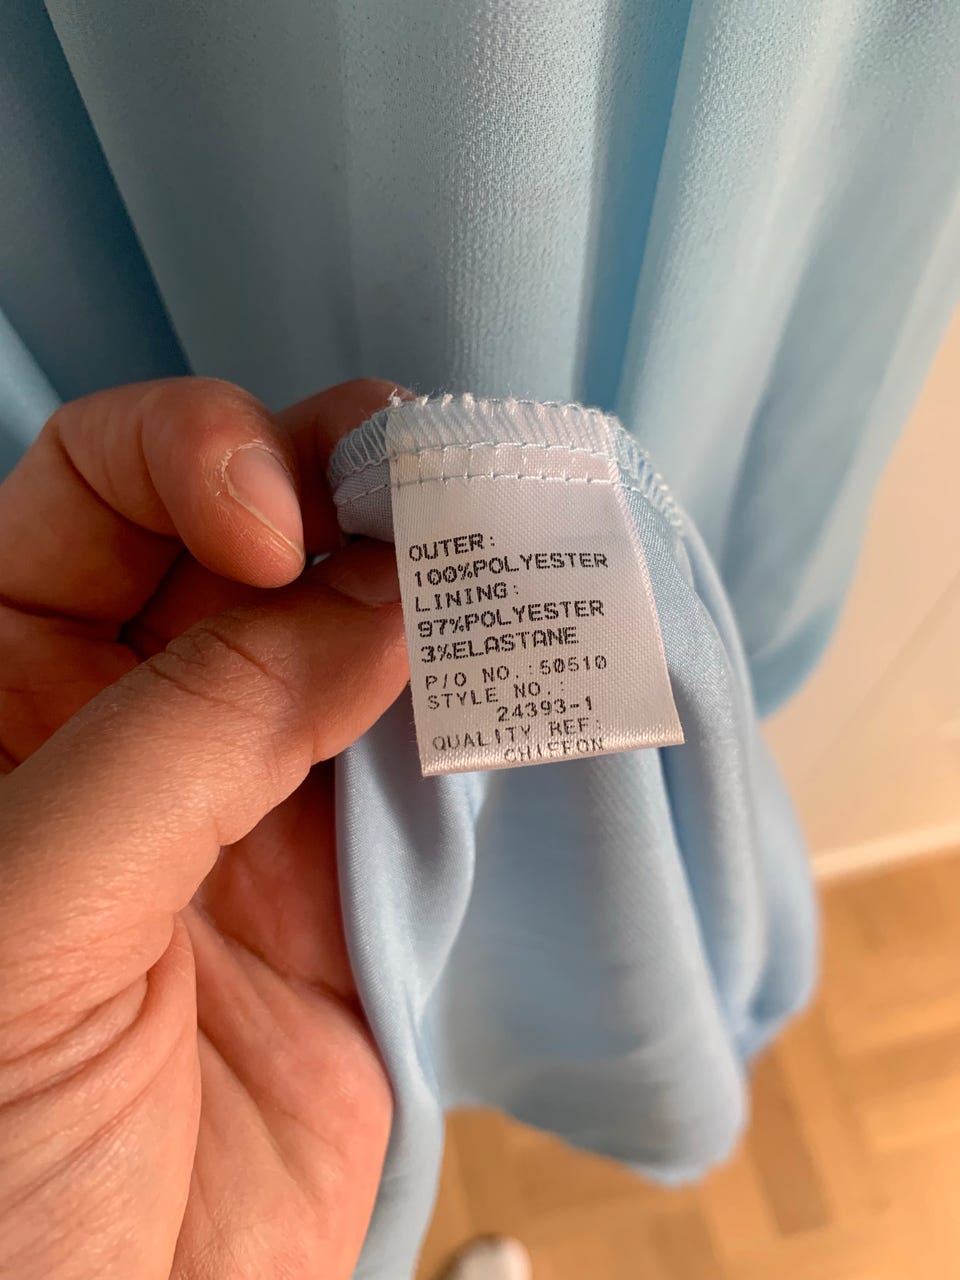 OUTER:
100%POLYESTER
LINING:
97%POLYESTER
3%ELASTANE
P/O NO.:50510
STYLE NO.:
24393-1
QUALITY REF:
CHIFFON